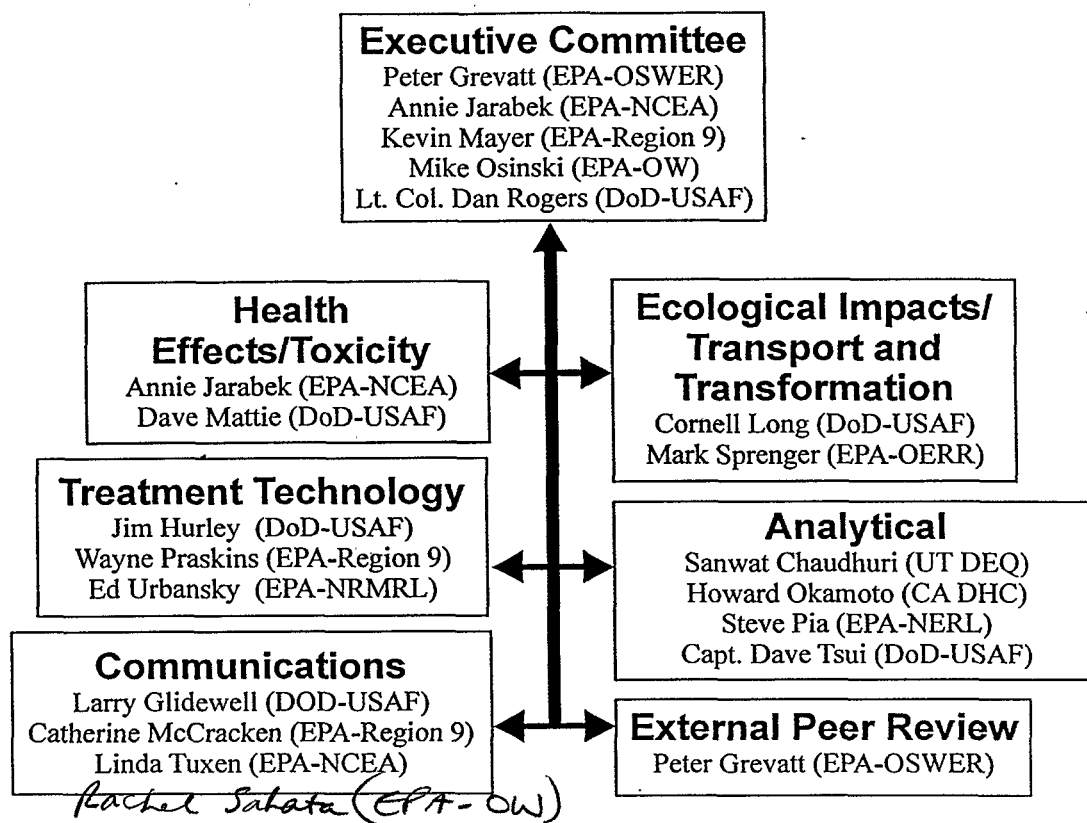 Executive Committee
Peter Grevatt (EPA-OSWER)
Annie Jarabek (EPA-NCEA)
Kevin Mayer (EPA-Region 9)
Mike Osinski (EPA-OW)
Lt. Col. Dan Rogers (DoD-USAF)
Health
Effects/Toxicity
Annie Jarabek (EPA-NCEA)
Dave Mattie (DoD-USAF)
Ecological Impacts/
Transport and
Transformation
Cornell Long (DoD-USAF)
Mark Sprenger (EPA-OERR)
Treatment Technology
Jim Hurley (DoD-USAF)
Wayne Praskins (EPA-Region 9)
Ed Urbansky (EPA-NRMRL)
Analytical
Sanwat Chaudhuri (UT DEQ)
Howard Okamoto (CA DHC)
Steve Pia (EPA-NERL)
Capt. Dave Tsui (DoD-USAF)
Communications
Larry Glidewell (DOD-USAF)
Catherine McCracken (EPA-Region 9)
Linda Tuxen (EPA-NCEA)
Rachel (EPA-OW)
External Peer Review
Peter Grevatt (EPA-OSWER)